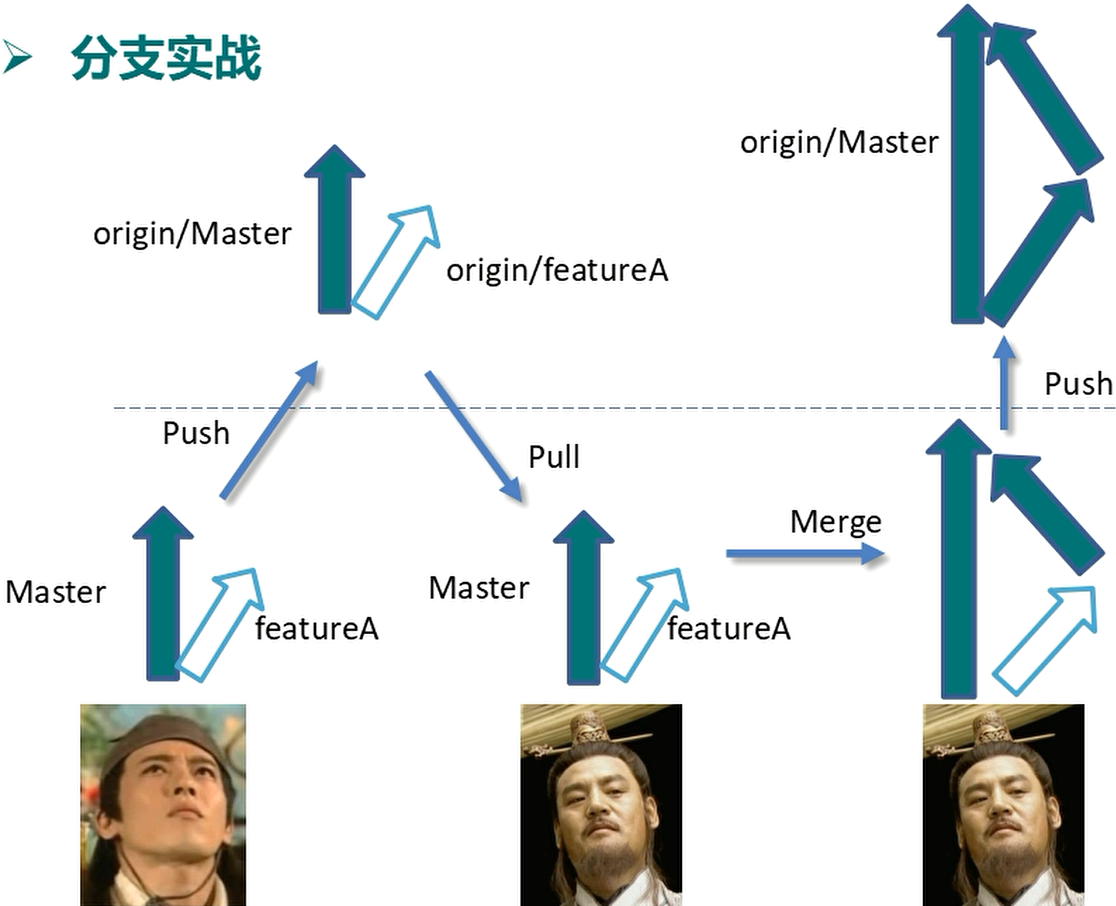 分支实战
origin/Master
origin/Master
origin/featureA
Push
Push
Pull
Merge
Master
Master
featureA
featureA